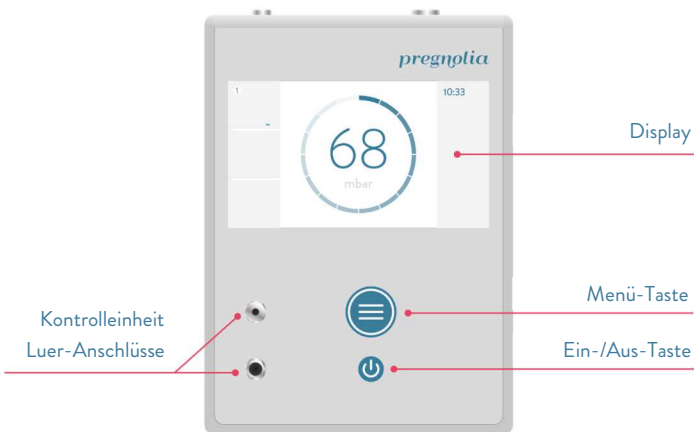 pregnolia
1
10:33
68
mbar
Display
Menü-Taste
Kontrolleinheit
Luer-Anschlüsse
Ein-/Aus-Taste